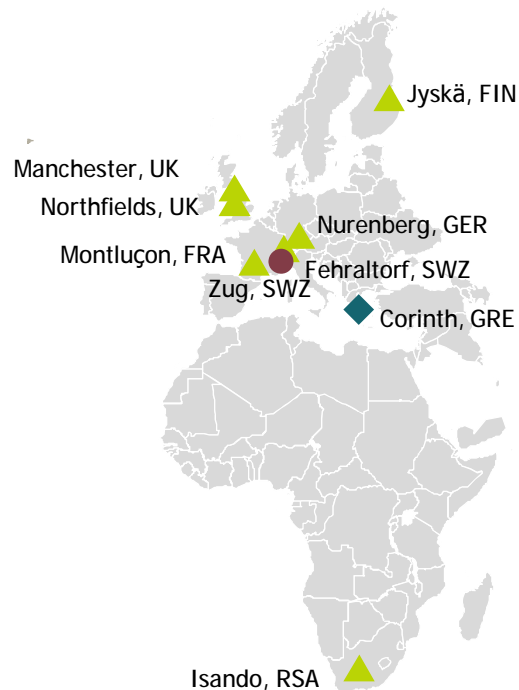 Jyskä, FIN
Manchester, UK
Northfields, UK
Nurenberg, GER
Montluçon, FRA
Fehraltorf, SWZ
Zug, SWZ
Corinth, GRE
Isando, RSA